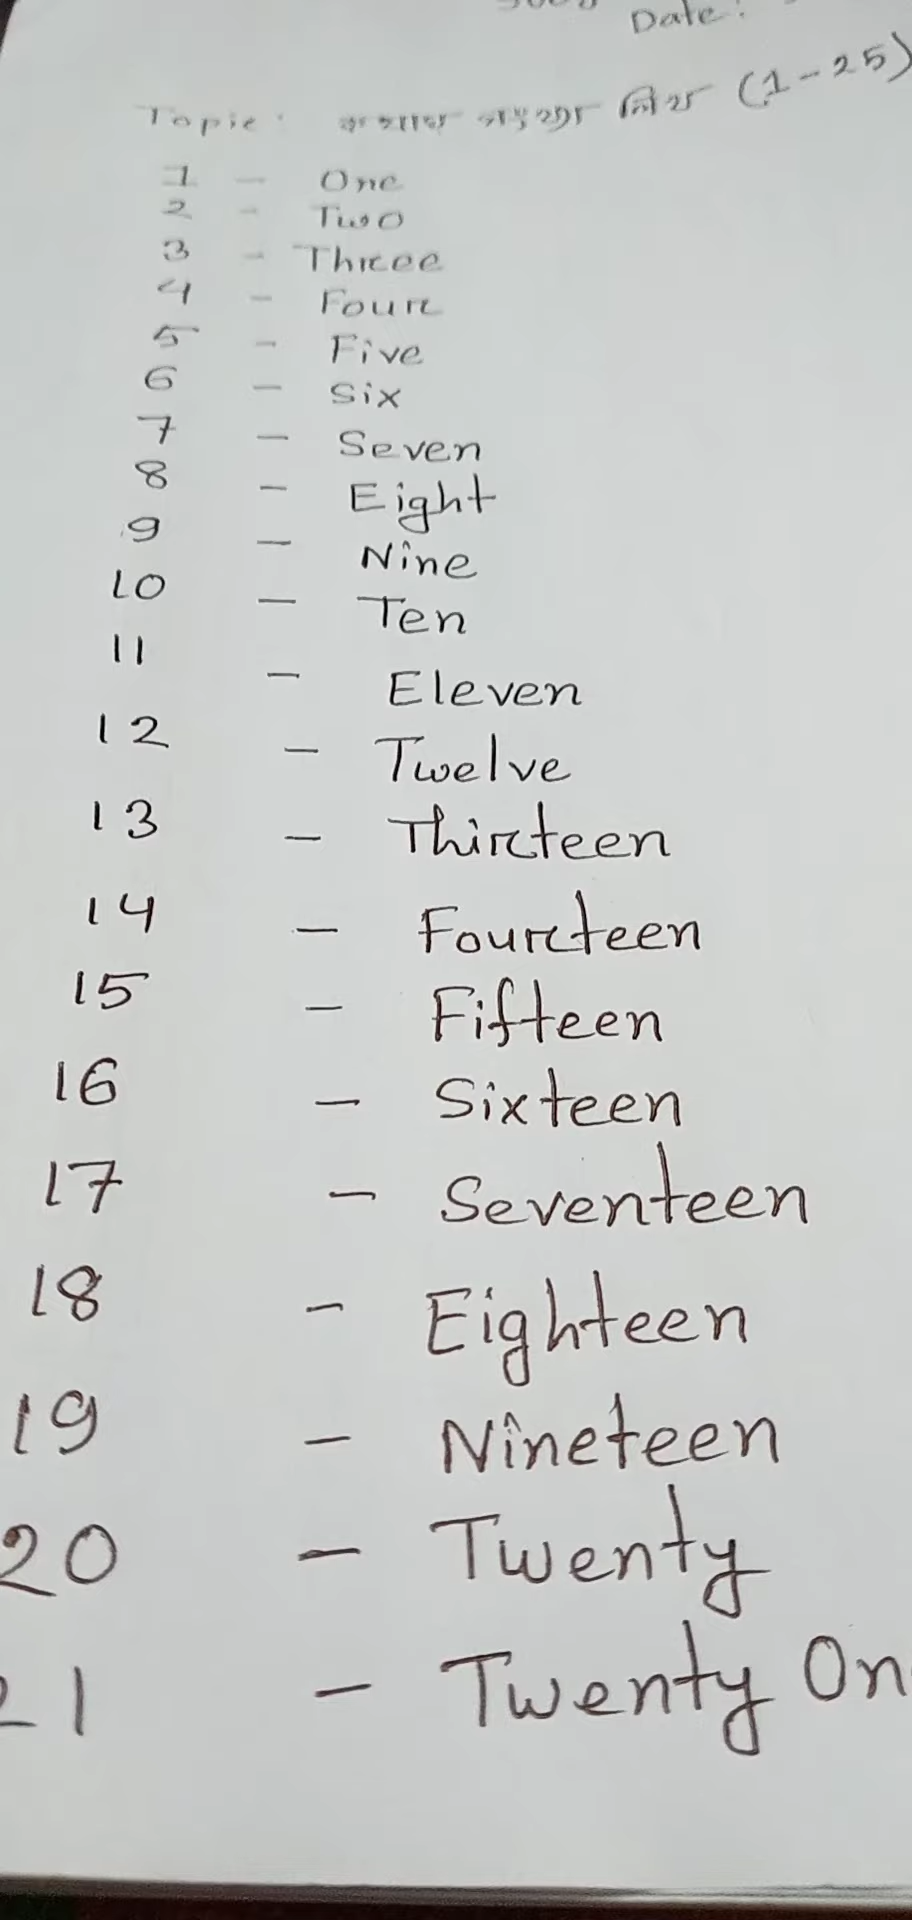 Date:
Topic: কথায় সংখ্যা লিখ (1-25)
1 - One
2 - Two
3 - Three
4 - Four
5 - Five
6 - Six
7 - Seven
8 - Eight
9 - Nine
10 - Ten
11 - Eleven
12 - Twelve
13 - Thirteen
14 - Fourteen
15 - Fifteen
16 - Sixteen
17 - Seventeen
18 - Eighteen
19 - Nineteen
20 - Twenty
21 - Twenty On